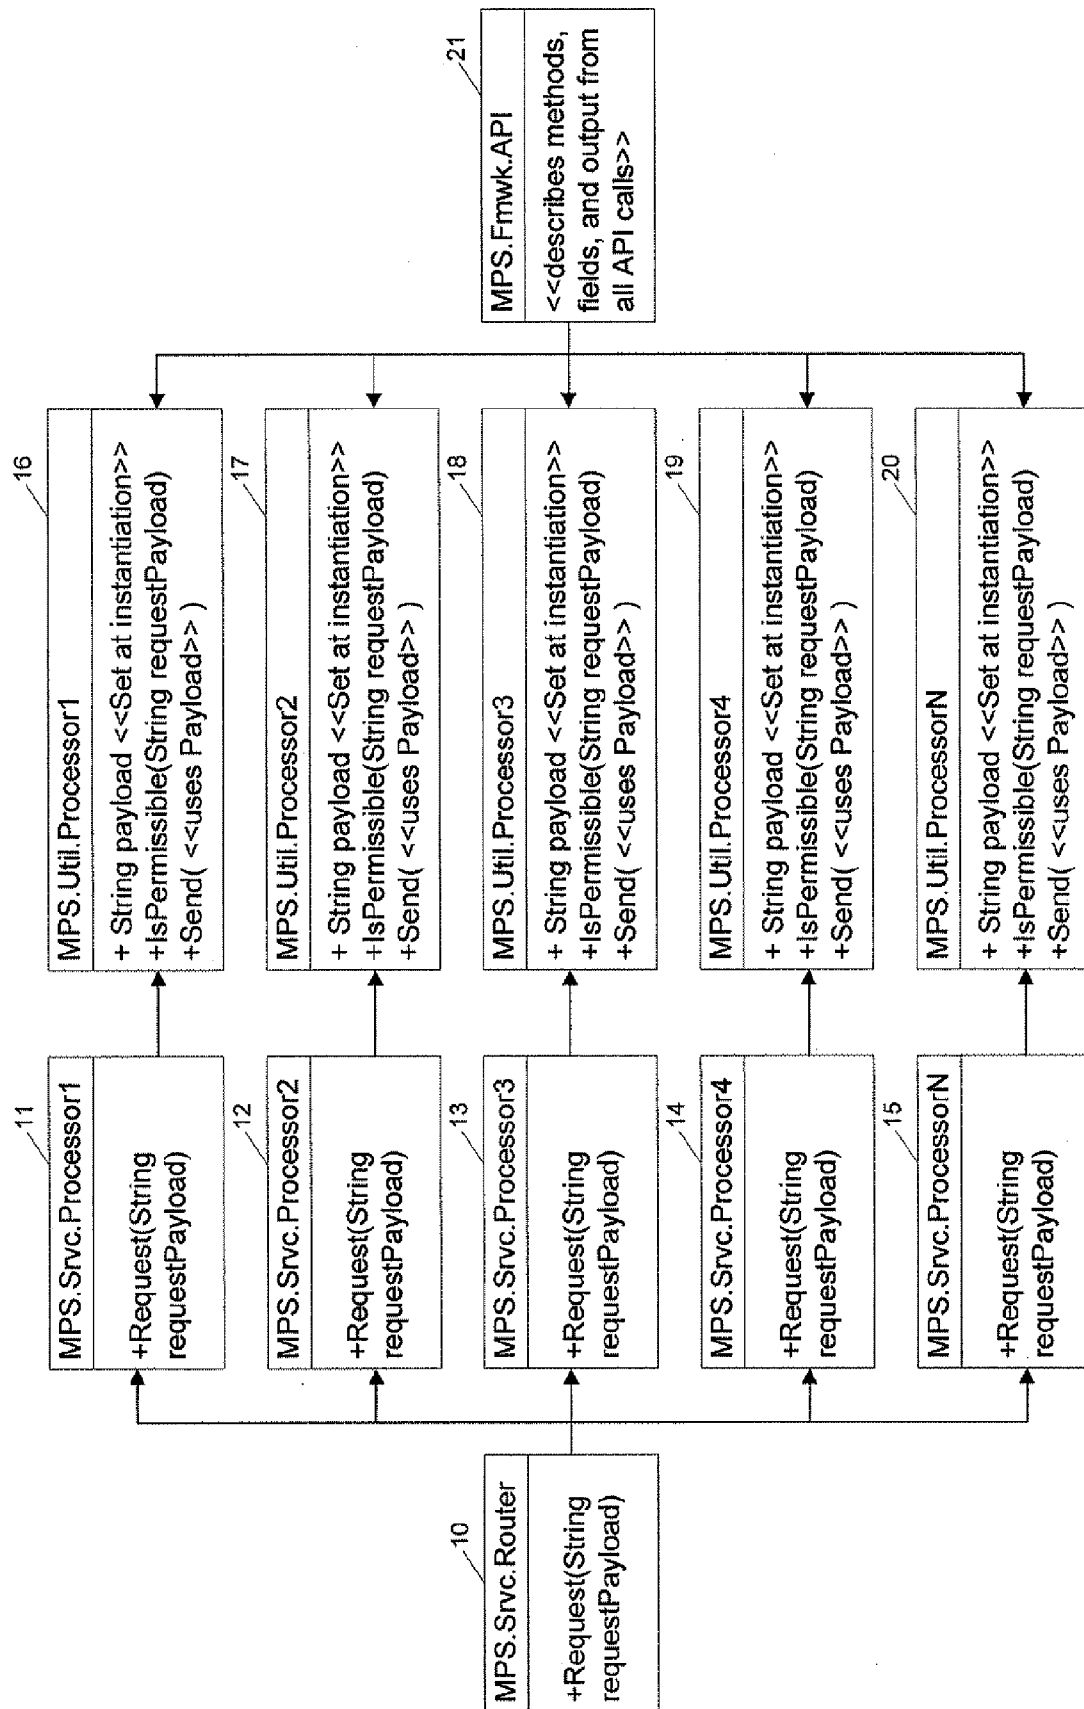 10
MPS.Srvc.Router
+Request(String
requestPayload)
11
MPS.Srvc.Processor1
+Request(String
requestPayload)
12
MPS.Srvc.Processor2
+Request(String
requestPayload)
13
MPS.Srvc.Processor3
+Request(String
requestPayload)
14
MPS.Srvc.Processor4
+Request(String
requestPayload)
15
MPS.Srvc.ProcessorN
+Request(String
requestPayload)
16
MPS.Util.Processor1
+ String payload <<Set at instantiation>>
+IsPermissible(String requestPayload)
+Send( <<uses Payload>> )
17
MPS.Util.Processor2
+ String payload <<Set at instantiation>>
+IsPermissible(String requestPayload)
+Send( <<uses Payload>> )
18
MPS.Util.Processor3
+ String payload <<Set at instantiation>>
+IsPermissible(String requestPayload)
+Send( <<uses Payload>> )
19
MPS.Util.Processor4
+ String payload <<Set at instantiation>>
+IsPermissible(String requestPayload)
+Send( <<uses Payload>> )
20
MPS.Util.ProcessorN
+ String payload <<Set at instantiation>>
+IsPermissible(String requestPayload)
+Send( <<uses Payload>> )
21
MPS.Fmwk.API
<<describes methods,
fields, and output from
all API calls>>